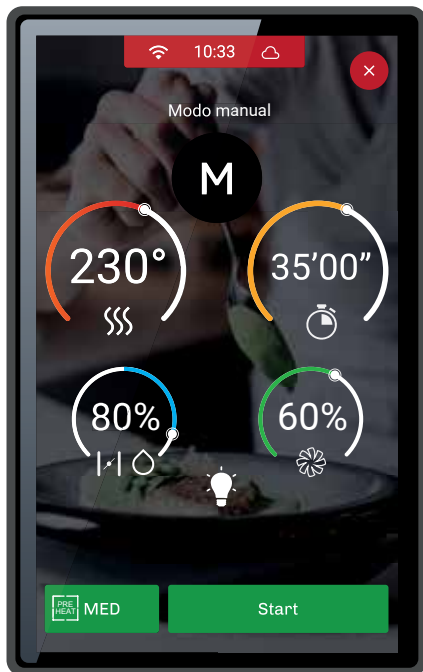 10:33
Modo manual
M
230°
35’00”
80%
60%
PRE
HEAT
MED
Start